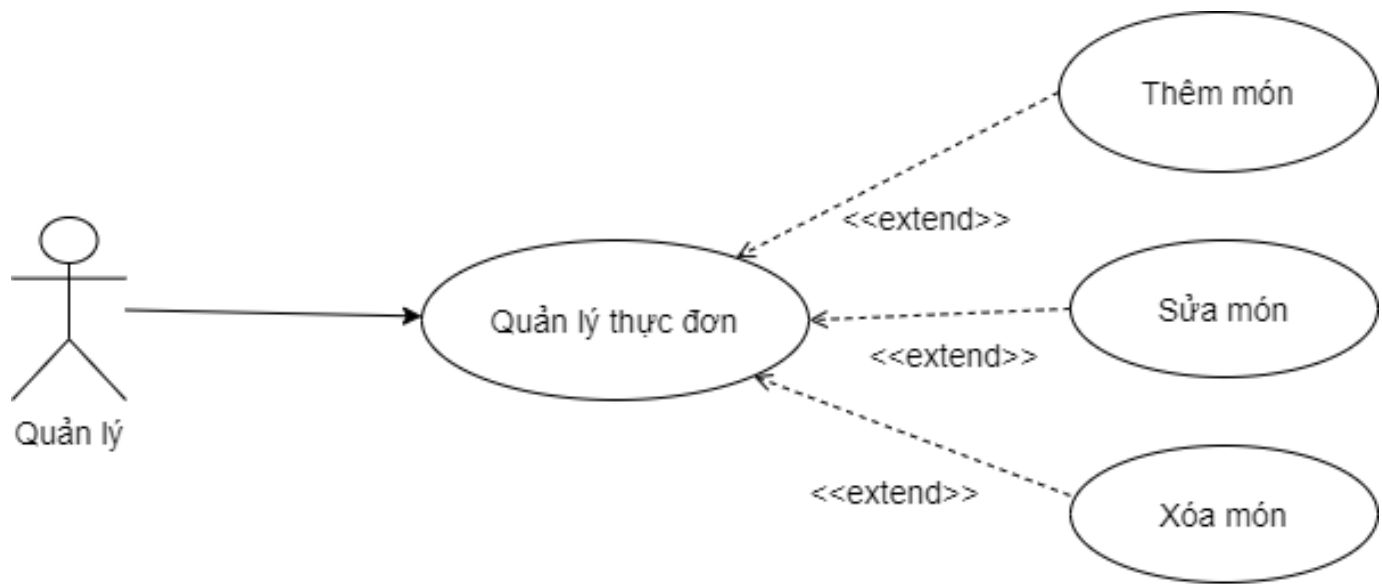 Thêm món
<<extend>>
Quản lý thực đơn
Sửa món
<<extend>>
Quản lý
<<extend>>
Xóa món